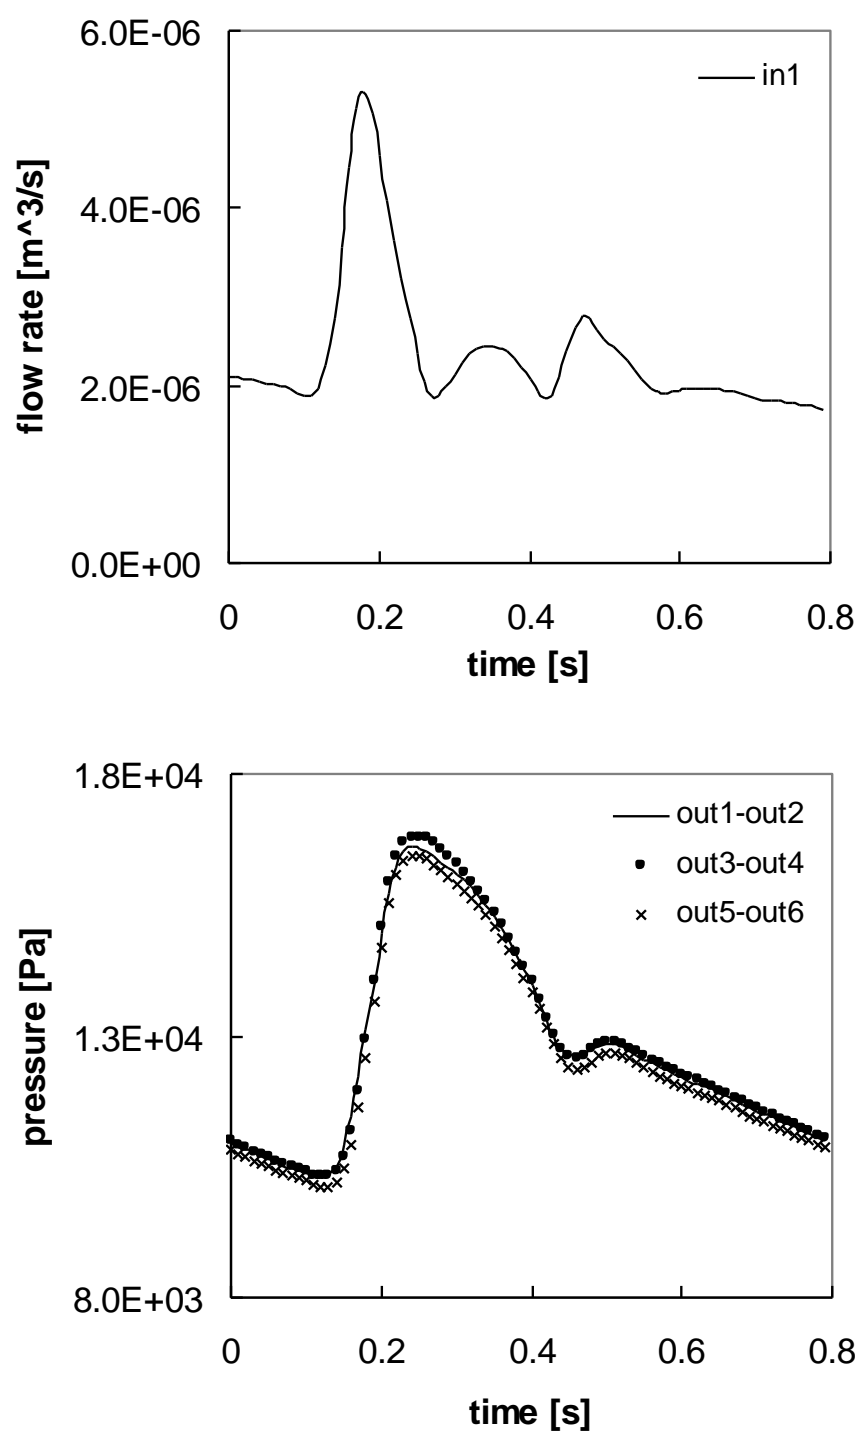 6.0E-06
in1
4.0E-06
flow rate [m^3/s]
2.0E-06
0.0E+00
0 0.2 0.4 0.6 0.8
time [s]
1.8E+04
out1-out2
out3-out4
out5-out6
pressure [Pa]
1.3E+04
8.0E+03
0 0.2 0.4 0.6 0.8
time [s]